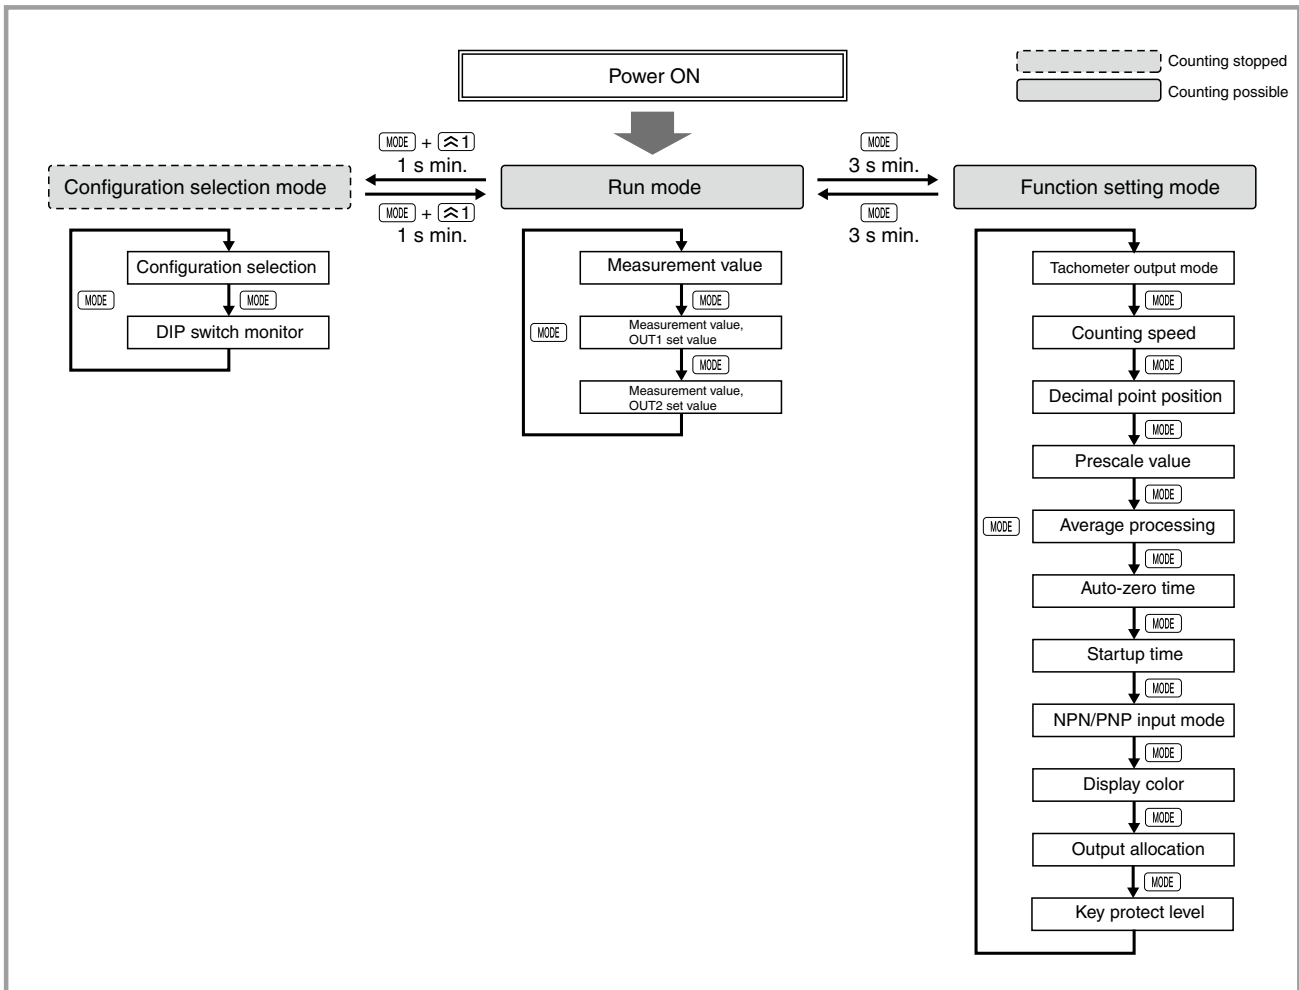 Power ON
Counting stopped
Counting possible
MODE + 1
1 s min.
MODE
3 s min.
Configuration selection mode
Run mode
Function setting mode
MODE + 1
1 s min.
MODE
3 s min.
Configuration selection
MODE
MODE
DIP switch monitor
Measurement value
MODE
MODE
Measurement value,
OUT1 set value
MODE
Measurement value,
OUT2 set value
Tachometer output mode
MODE
Counting speed
MODE
Decimal point position
MODE
Prescale value
MODE
MODE
Average processing
MODE
Auto-zero time
MODE
Startup time
MODE
NPN/PNP input mode
MODE
Display color
MODE
Output allocation
MODE
Key protect level